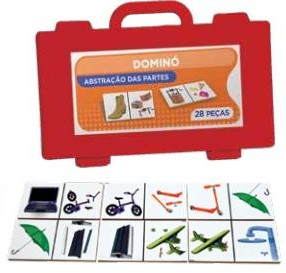 DOMINÓ
ABSTRAÇÃO DAS PARTES
28 PEÇAS